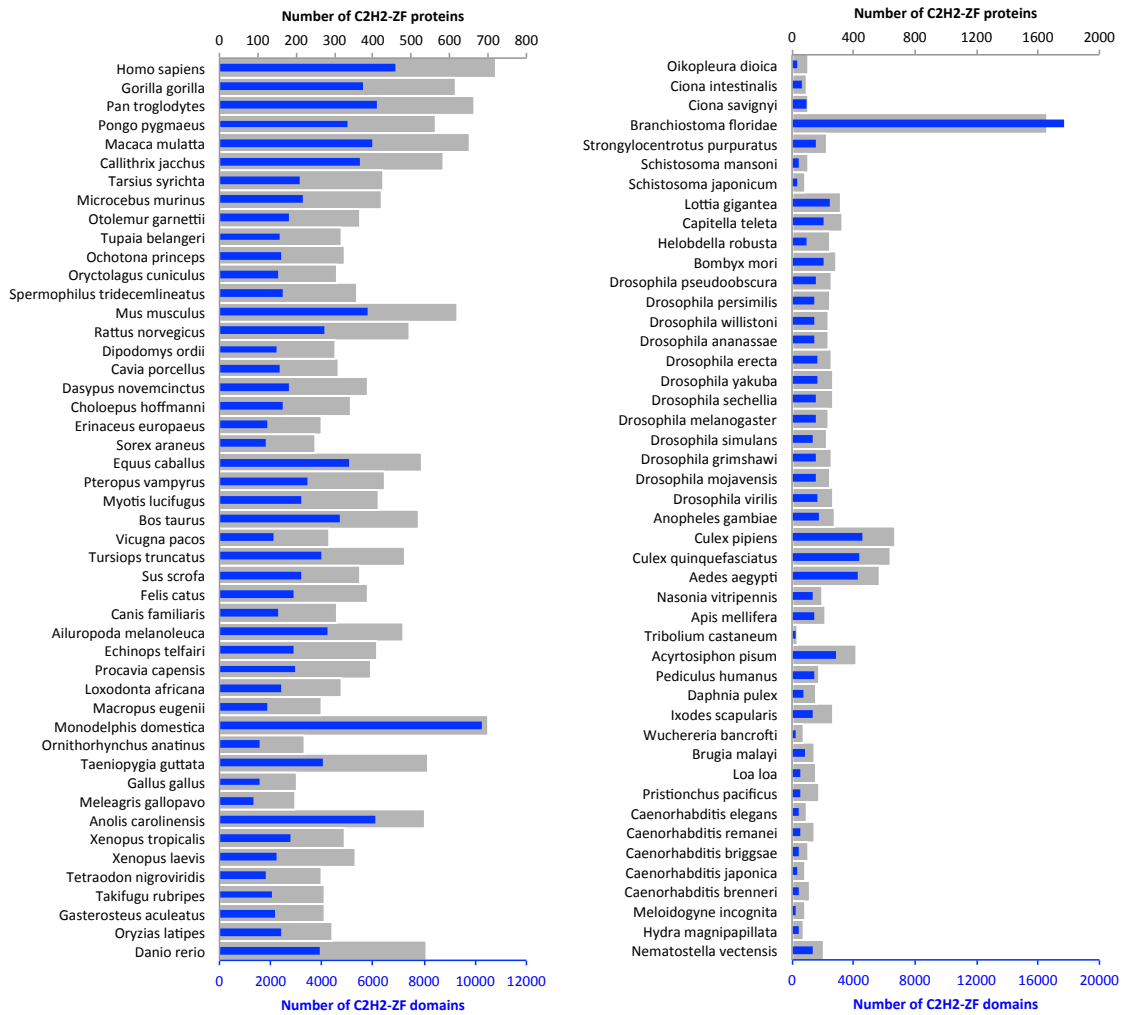 Number of C2H2-ZF proteins
0 100 200 300 400 500 600 700 800
Homo sapiens
Gorilla gorilla
Pan troglodytes
Pongo pygmaeus
Macaca mulatta
Callithrix jacchus
Tarsius syrichta
Microcebus murinus
Otolemur garnettii
Tupaia belangeri
Ochotona princeps
Oryctolagus cuniculus
Spermophilus tridecemlineatus
Mus musculus
Rattus norvegicus
Dipodomys ordii
Cavia porcellus
Dasypus novemcinctus
Choloepus hoffmanni
Erinaceus europaeus
Sorex araneus
Equus caballus
Pteropus vampyrus
Myotis lucifugus
Bos taurus
Vicugna pacos
Tursiops truncatus
Sus scrofa
Felis catus
Canis familiaris
Ailuropoda melanoleuca
Echinops telfairi
Procavia capensis
Loxodonta africana
Macropus eugenii
Monodelphis domestica
Ornithorhynchus anatinus
Taeniopygia guttata
Gallus gallus
Meleagris gallopavo
Anolis carolinensis
Xenopus tropicalis
Xenopus laevis
Tetraodon nigroviridis
Takifugu rubripes
Gasterosteus aculeatus
Oryzias latipes
Danio rerio
0 2000 4000 6000 8000 10000 12000
Number of C2H2-ZF domains
Number of C2H2-ZF proteins
0 400 800 1200 1600 2000
Oikopleura dioica
Ciona intestinalis
Ciona savignyi
Branchiostoma floridae
Strongylocentrotus purpuratus
Schistosoma mansoni
Schistosoma japonicum
Lottia gigantea
Capitella teleta
Helobdella robusta
Bombyx mori
Drosophila pseudoobscura
Drosophila persimilis
Drosophila willistoni
Drosophila ananassae
Drosophila erecta
Drosophila yakuba
Drosophila sechellia
Drosophila melanogaster
Drosophila simulans
Drosophila grimshawi
Drosophila mojavensis
Drosophila virilis
Anopheles gambiae
Culex pipiens
Culex quinquefasciatus
Aedes aegypti
Nasonia vitripennis
Apis mellifera
Tribolium castaneum
Acyrtosiphon pisum
Pediculus humanus
Daphnia pulex
Ixodes scapularis
Wuchereria bancrofti
Brugia malayi
Loa loa
Pristionchus pacificus
Caenorhabditis elegans
Caenorhabditis remanei
Caenorhabditis briggsae
Caenorhabditis japonica
Caenorhabditis brenneri
Meloidogyne incognita
Hydra magnipapillata
Nematostella vectensis
0 4000 8000 12000 16000 20000
Number of C2H2-ZF domains